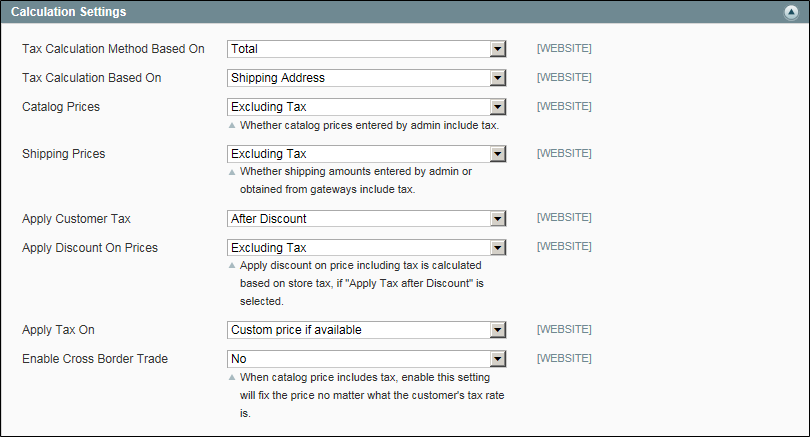 Calculation Settings
Tax Calculation Method Based On Total [WEBSITE]
Tax Calculation Based On Shipping Address [WEBSITE]
Catalog Prices Excluding Tax [WEBSITE]
Whether catalog prices entered by admin include tax.
Shipping Prices Excluding Tax [WEBSITE]
Whether shipping amounts entered by admin or
obtained from gateways include tax.
Apply Customer Tax After Discount [WEBSITE]
Apply Discount On Prices Excluding Tax [WEBSITE]
Apply discount on price including tax is calculated
based on store tax, if "Apply Tax after Discount" is
selected.
Apply Tax On Custom price if available [WEBSITE]
Enable Cross Border Trade No [WEBSITE]
When catalog price includes tax, enable this setting
will fix the price no matter what the customer's tax rate
is.